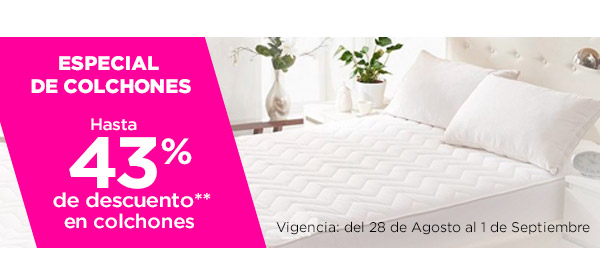 ESPECIAL
DE COLCHONES
Hasta
43%
de descuento**
en colchones
Vigencia: del 28 de Agosto al 1 de Septiembre